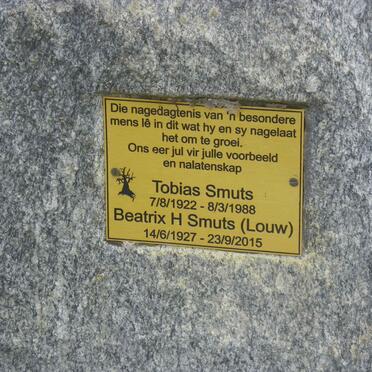 Die nagedagtenis van 'n besondere
mens lê in dit wat hy en sy nagelaat
het om te groei.
Ons eer jul vir julle voorbeeld
en nalatenskap
Tobias Smuts
7/8/1922 - 8/3/1988
Beatrix H Smuts (Louw)
14/6/1927 - 23/9/2015